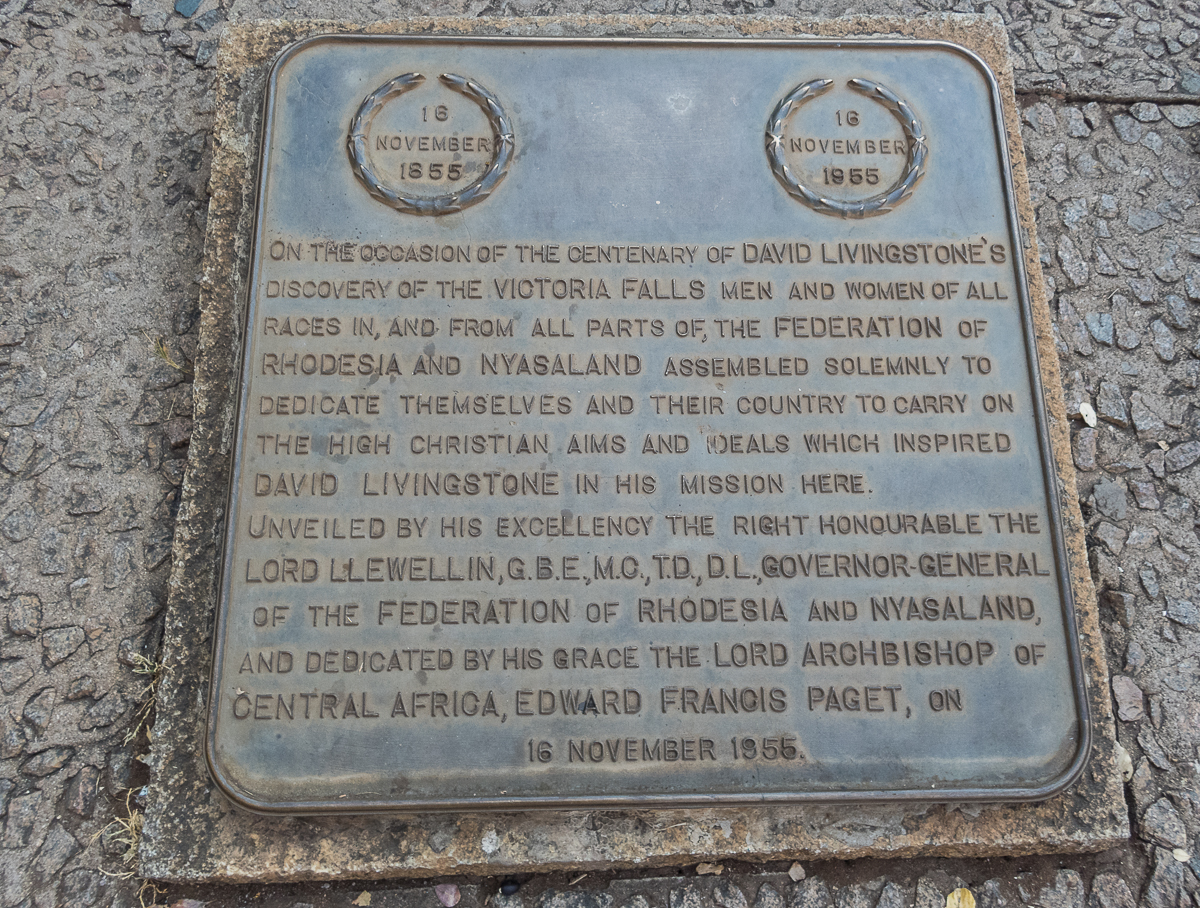 16
NOVEMBER
1855
16
NOVEMBER
1955
ON THE OCCASION OF THE CENTENARY OF DAVID LIVINGSTONE'S
DISCOVERY OF THE VICTORIA FALLS MEN AND WOMEN OF ALL
RACES IN, AND FROM ALL PARTS OF, THE FEDERATION OF
RHODESIA AND NYASALAND ASSEMBLED SOLEMNLY TO
DEDICATE THEMSELVES AND THEIR COUNTRY TO CARRY ON
THE HIGH CHRISTIAN AIMS AND IDEALS WHICH INSPIRED
DAVID LIVINGSTONE IN HIS MISSION HERE.
UNVEILED BY HIS EXCELLENCY THE RIGHT HONOURABLE THE
LORD LLEWELLIN, G.B.E., M.C., T.D., D.L., GOVERNOR-GENERAL
OF THE FEDERATION OF RHODESIA AND NYASALAND,
AND DEDICATED BY HIS GRACE THE LORD ARCHBISHOP OF
CENTRAL AFRICA, EDWARD FRANCIS PAGET, ON
16 NOVEMBER 1955.